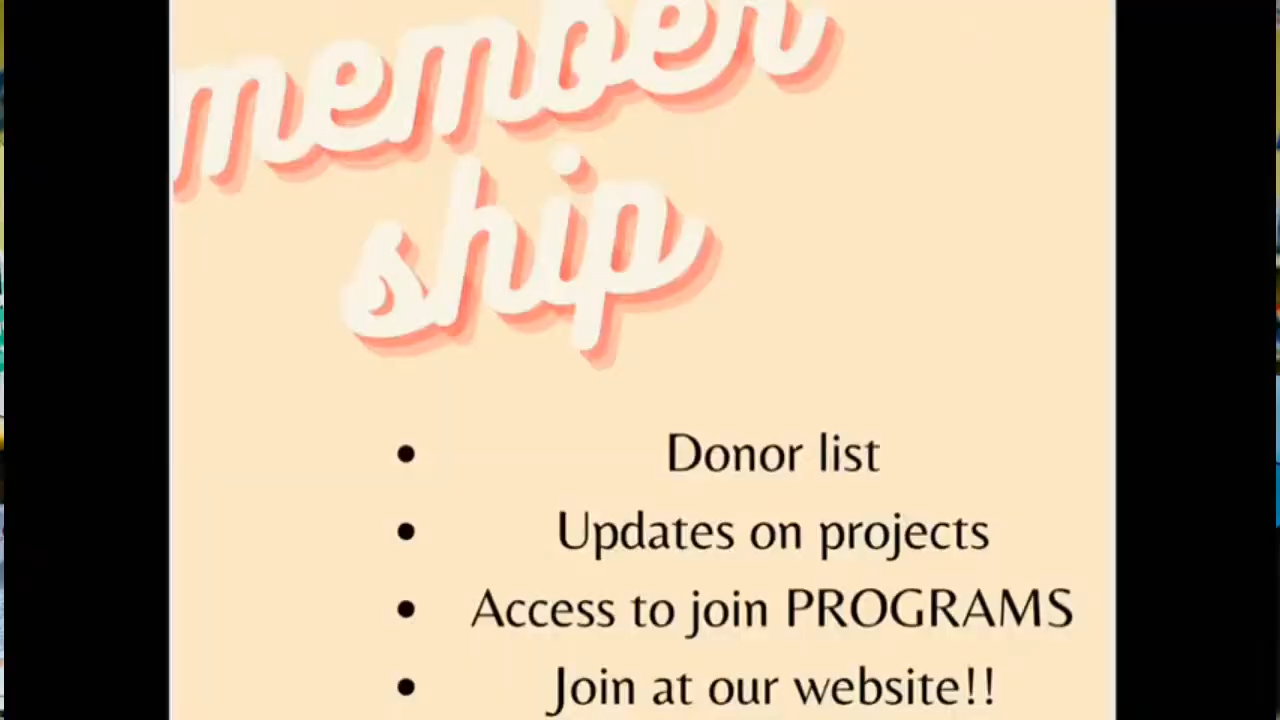 member
ship
• Donor list
• Updates on projects
• Access to join PROGRAMS
• Join at our website!!